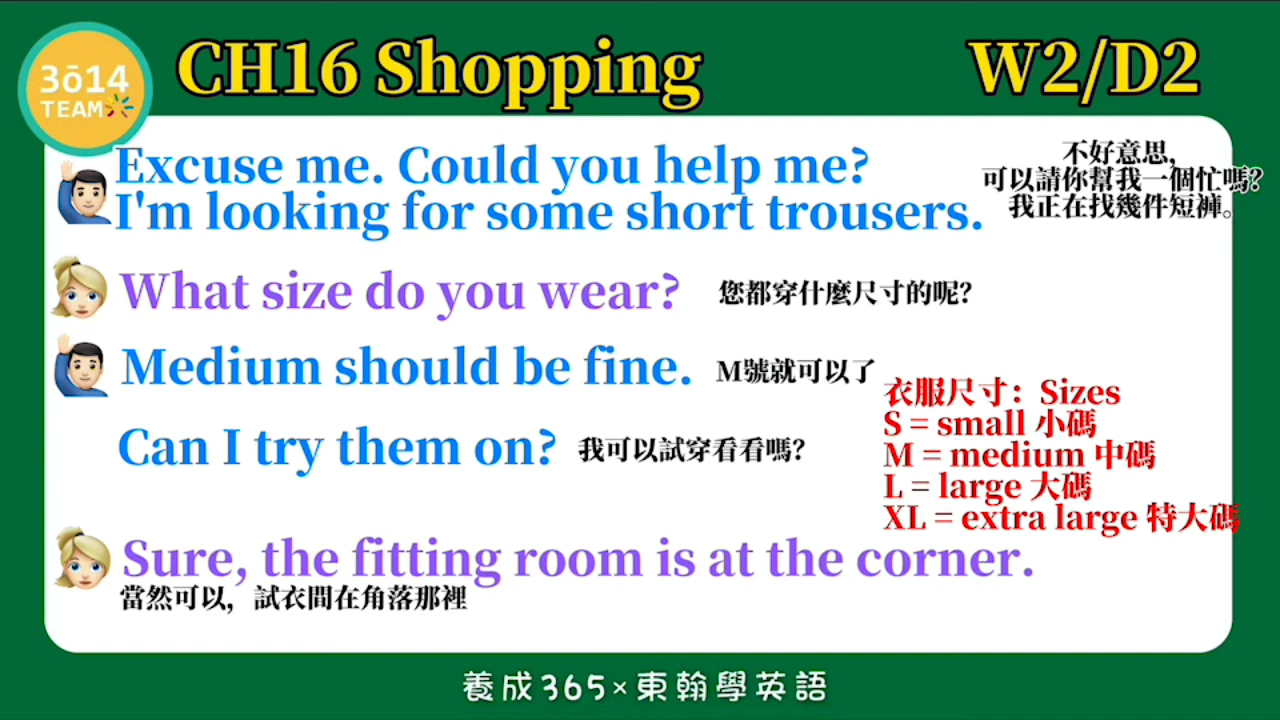 3ō14
TEAM
CH16 Shopping
W2/D2
Excuse me. Could you help me?
I'm looking for some short trousers.
不好意思，
可以請你幫我一個忙嗎？
我正在找幾件短褲。
What size do you wear?
您都穿什麼尺寸的呢？
Medium should be fine.
M號就可以了
Can I try them on?
我可以試穿看看嗎？
衣服尺寸：Sizes
S = small 小碼
M = medium 中碼
L = large 大碼
XL = extra large 特大碼
Sure, the fitting room is at the corner.
當然可以，試衣間在角落那裡
養成365×東翰學英語